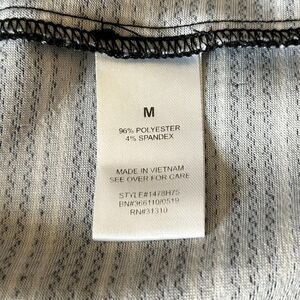 M
96% POLYESTER
4% SPANDEX
MADE IN VIETNAM
SEE OVER FOR CARE
STYLE#1478H75
BN#366110/0519
RN#31310